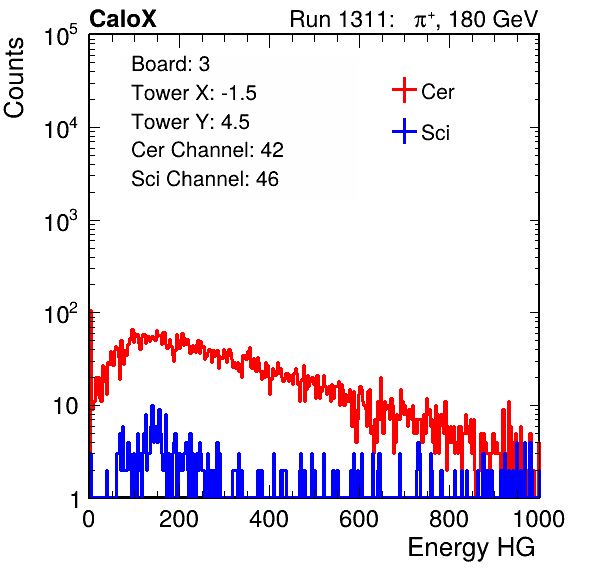 CaloX Run 1311: π⁺, 180 GeV
Counts
Board: 3
Tower X: -1.5
Tower Y: 4.5
Cer Channel: 42
Sci Channel: 46
Cer
Sci
10⁵
10⁴
10³
10²
10
1
0 200 400 600 800 1000
Energy HG